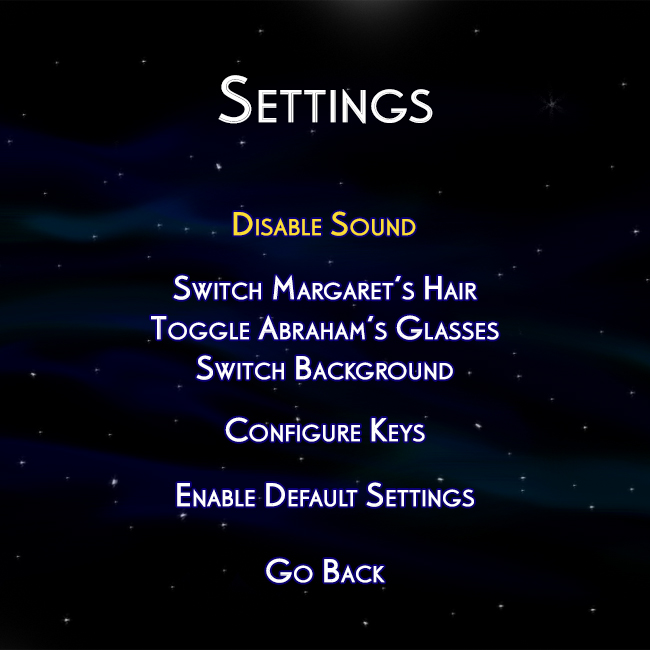 Settings
Disable Sound
Switch Margaret's Hair
Toggle Abraham's Glasses
Switch Background
Configure Keys
Enable Default Settings
Go Back